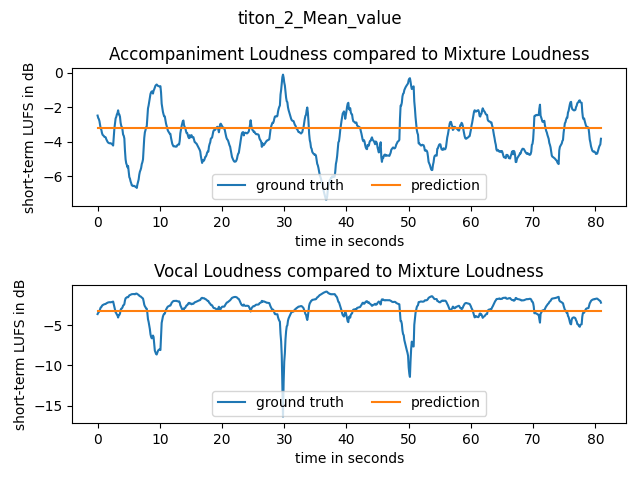 titon_2_Mean_value
Accompaniment Loudness compared to Mixture Loudness
short-term LUFS in dB
0
−2
−4
−6
ground truth prediction
0 10 20 30 40 50 60 70 80
time in seconds
Vocal Loudness compared to Mixture Loudness
short-term LUFS in dB
−5
−10
−15
ground truth prediction
0 10 20 30 40 50 60 70 80
time in seconds